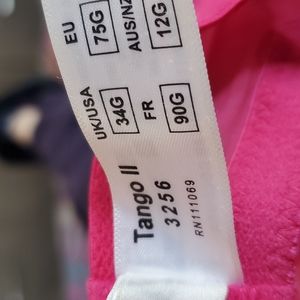 EU 75G AUS/NZ 12G
UK/USA 34G FR 90G
Tango II
3256
RN111069